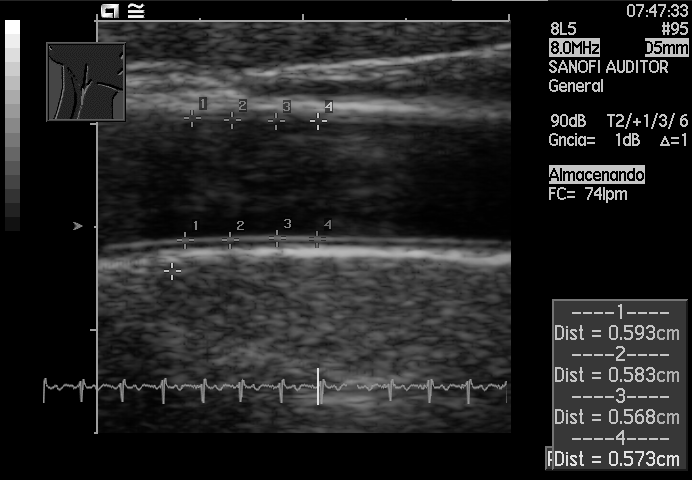 07:47:33
8L5 #95
8.0MHz D5mm
SANOFI AUDITOR
General
90dB T2/+1/3/ 6
Gncia= 1dB Δ=1
Almacenando
FC= 74lpm
1 2 3 4
1 2 3 4
----1----
Dist = 0.593cm
----2----
Dist = 0.583cm
----3----
Dist = 0.568cm
----4----
Dist = 0.573cm